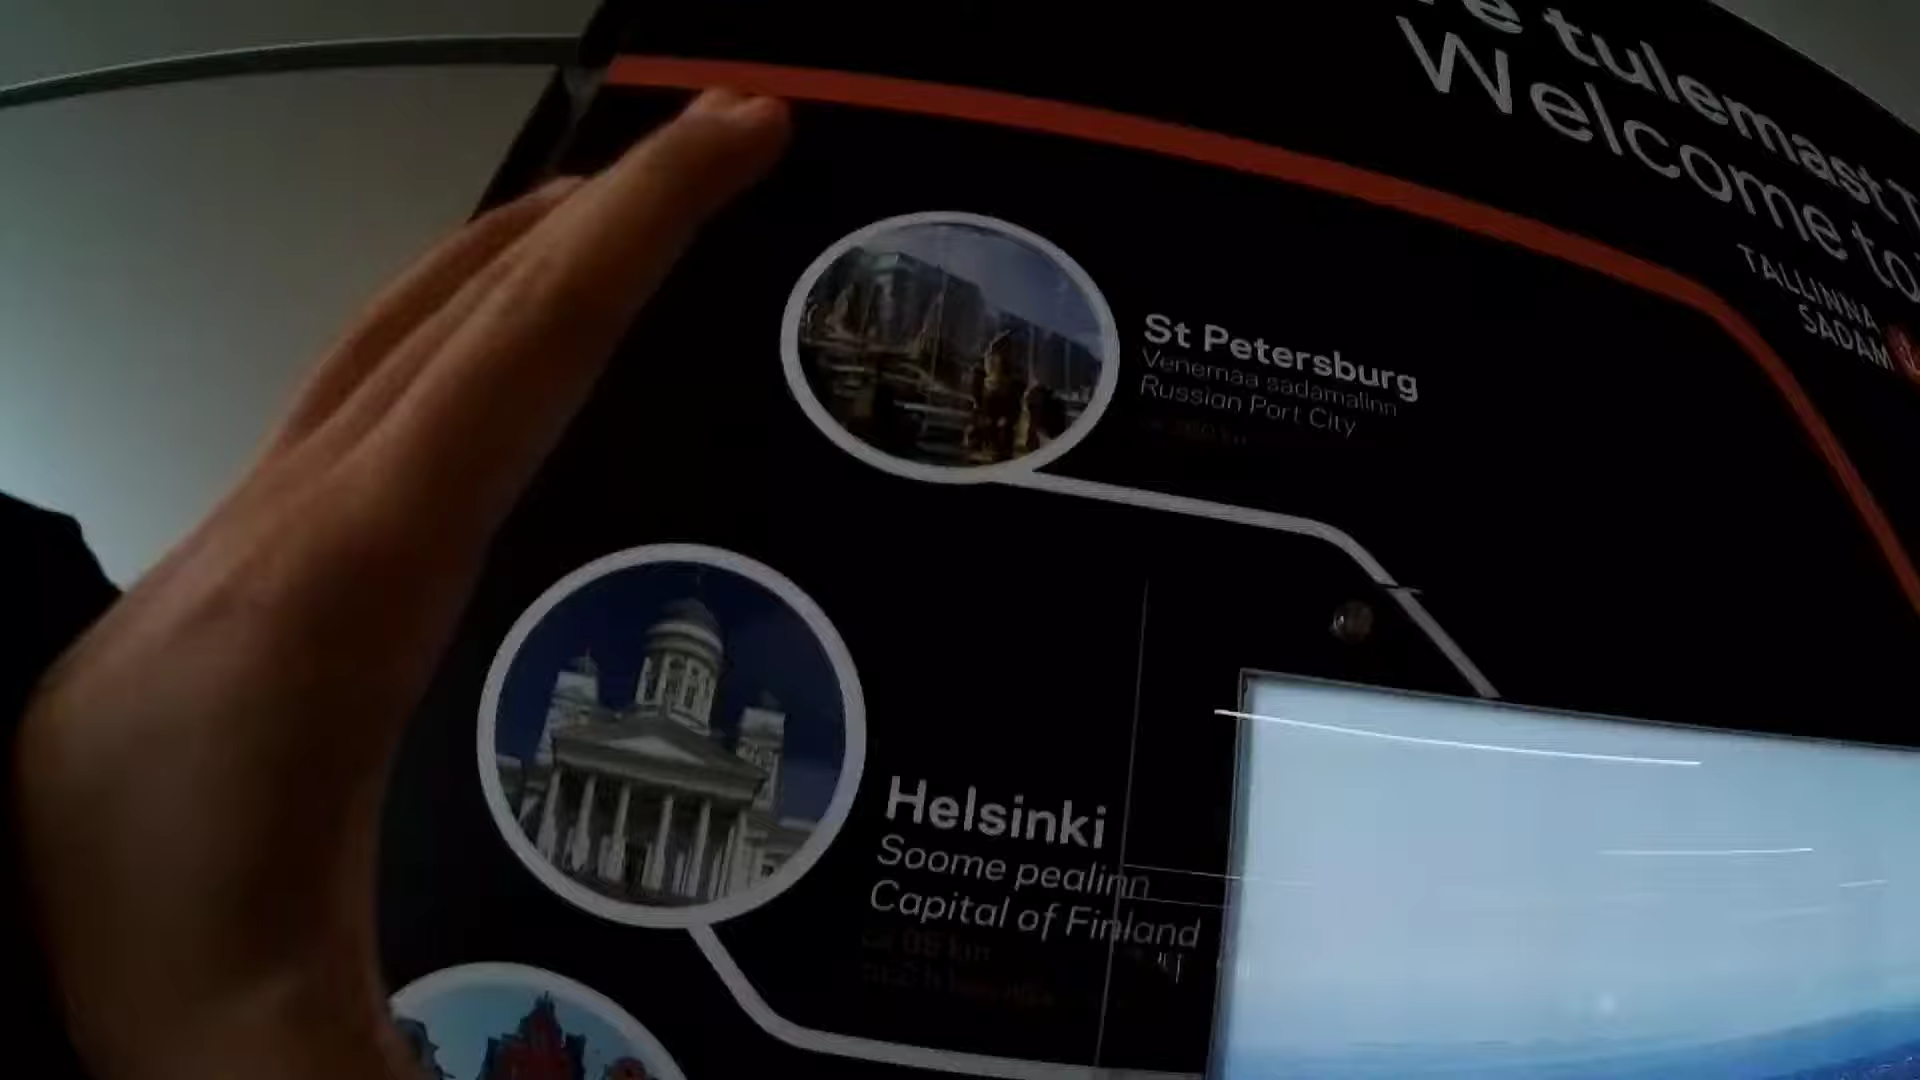 tulemast
Welcome to
TALLINNA
SADAM
St Petersburg
Venemaa sadamalinn
Russian Port City
Helsinki
Soome pealinn
Capital of Finland